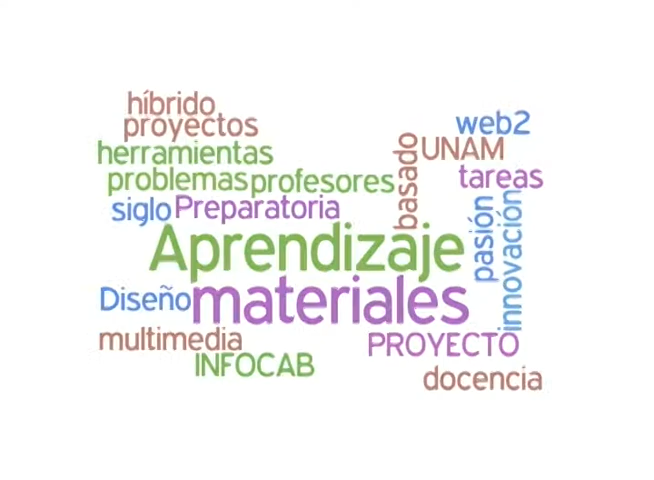 híbrido
proyectos
web2
herramientas
basado
UNAM
problemas
profesores
tareas
siglo
Preparatoria
pasión
innovación
Aprendizaje
Diseño
materiales
multimedia
PROYECTO
INFOCAB
docencia